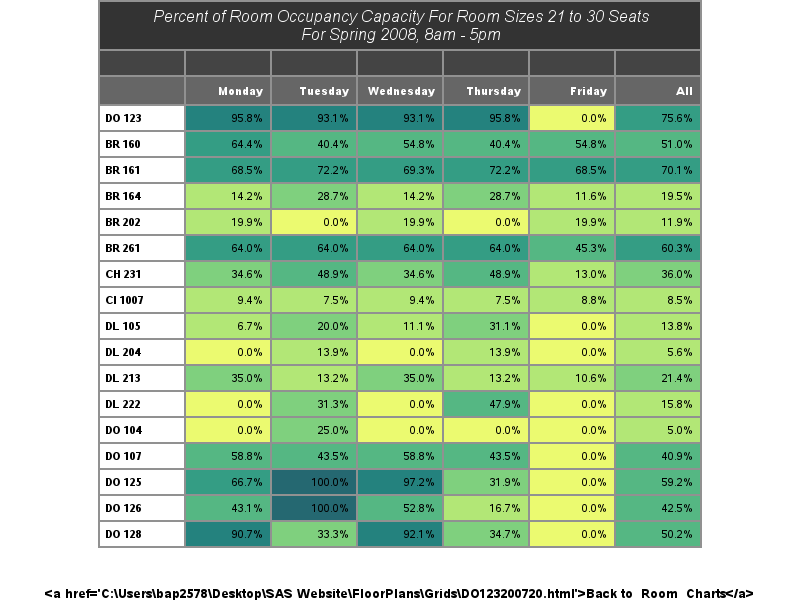 Percent of Room Occupancy Capacity For Room Sizes 21 to 30 Seats
For Spring 2008, 8am - 5pm
Monday Tuesday Wednesday Thursday Friday All
DO 123 95.8% 93.1% 93.1% 95.8% 0.0% 75.6%
BR 160 64.4% 40.4% 54.8% 40.4% 54.8% 51.0%
BR 161 68.5% 72.2% 69.3% 72.2% 68.5% 70.1%
BR 164 14.2% 28.7% 14.2% 28.7% 11.6% 19.5%
BR 202 19.9% 0.0% 19.9% 0.0% 19.9% 11.9%
BR 261 64.0% 64.0% 64.0% 64.0% 45.3% 60.3%
CH 231 34.6% 48.9% 34.6% 48.9% 13.0% 36.0%
CI 1007 9.4% 7.5% 9.4% 7.5% 8.8% 8.5%
DL 105 6.7% 20.0% 11.1% 31.1% 0.0% 13.8%
DL 204 0.0% 13.9% 0.0% 13.9% 0.0% 5.6%
DL 213 35.0% 13.2% 35.0% 13.2% 10.6% 21.4%
DL 222 0.0% 31.3% 0.0% 47.9% 0.0% 15.8%
DO 104 0.0% 25.0% 0.0% 0.0% 0.0% 5.0%
DO 107 58.8% 43.5% 58.8% 43.5% 0.0% 40.9%
DO 125 66.7% 100.0% 97.2% 31.9% 0.0% 59.2%
DO 126 43.1% 100.0% 52.8% 16.7% 0.0% 42.5%
DO 128 90.7% 33.3% 92.1% 34.7% 0.0% 50.2%
<a href='C:\Users\bap2578\Desktop\SAS Website\FloorPlans\Grids\DO123200720.html'>Back to Room Charts</a>